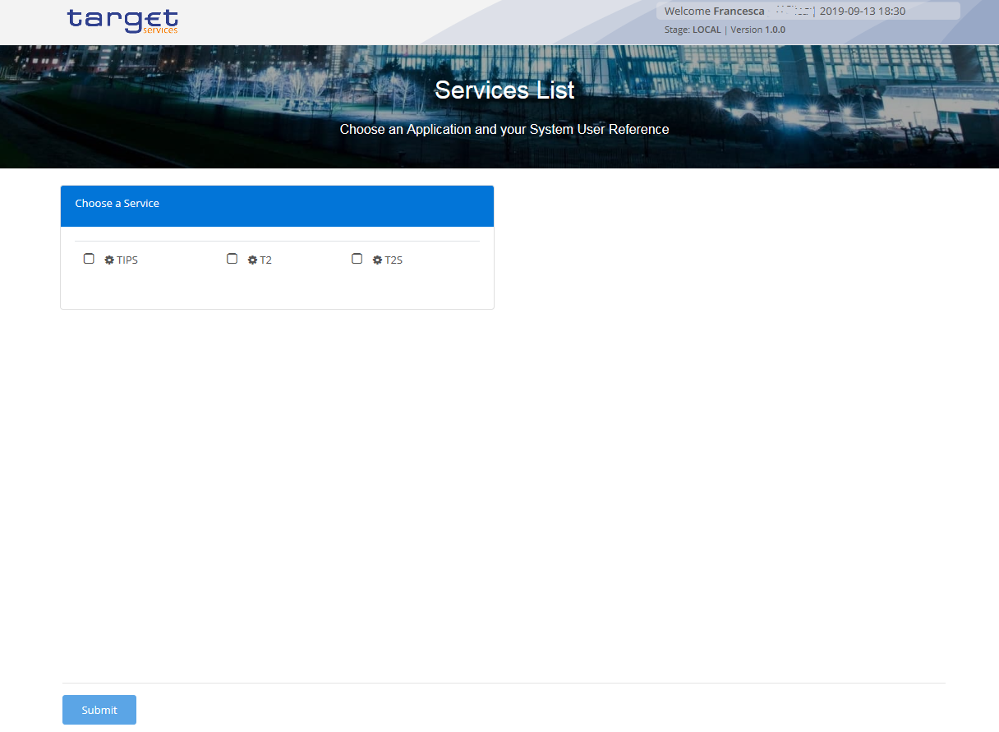 target
services
Welcome Francesca | 2019-09-13 18:30
Stage: LOCAL | Version 1.0.0
Services List
Choose an Application and your System User Reference
Choose a Service
TIPS T2 T2S
Submit